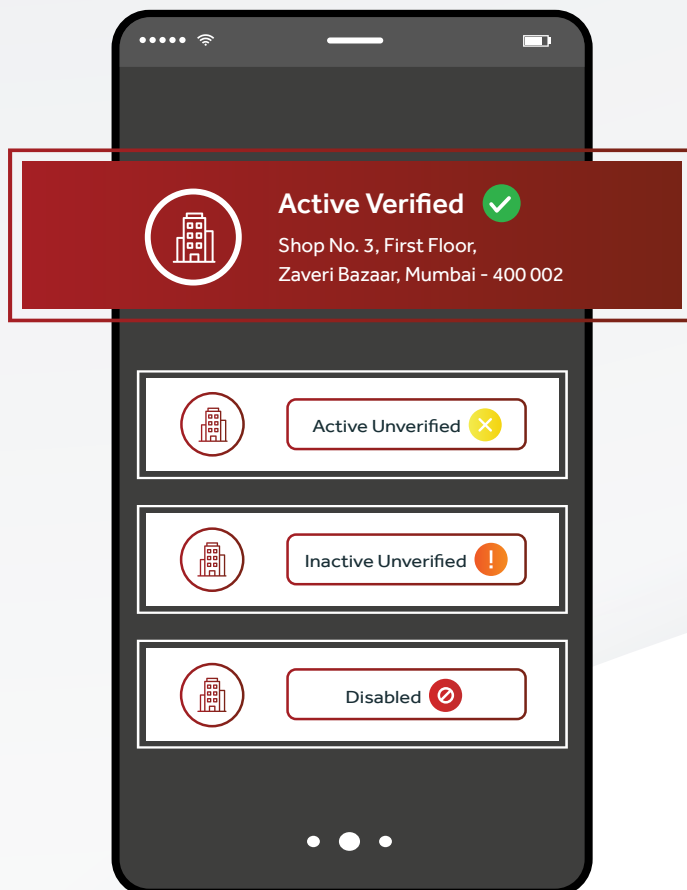 Active Verified
Shop No. 3, First Floor,
Zaveri Bazaar, Mumbai - 400 002
Active Unverified
Inactive Unverified
Disabled